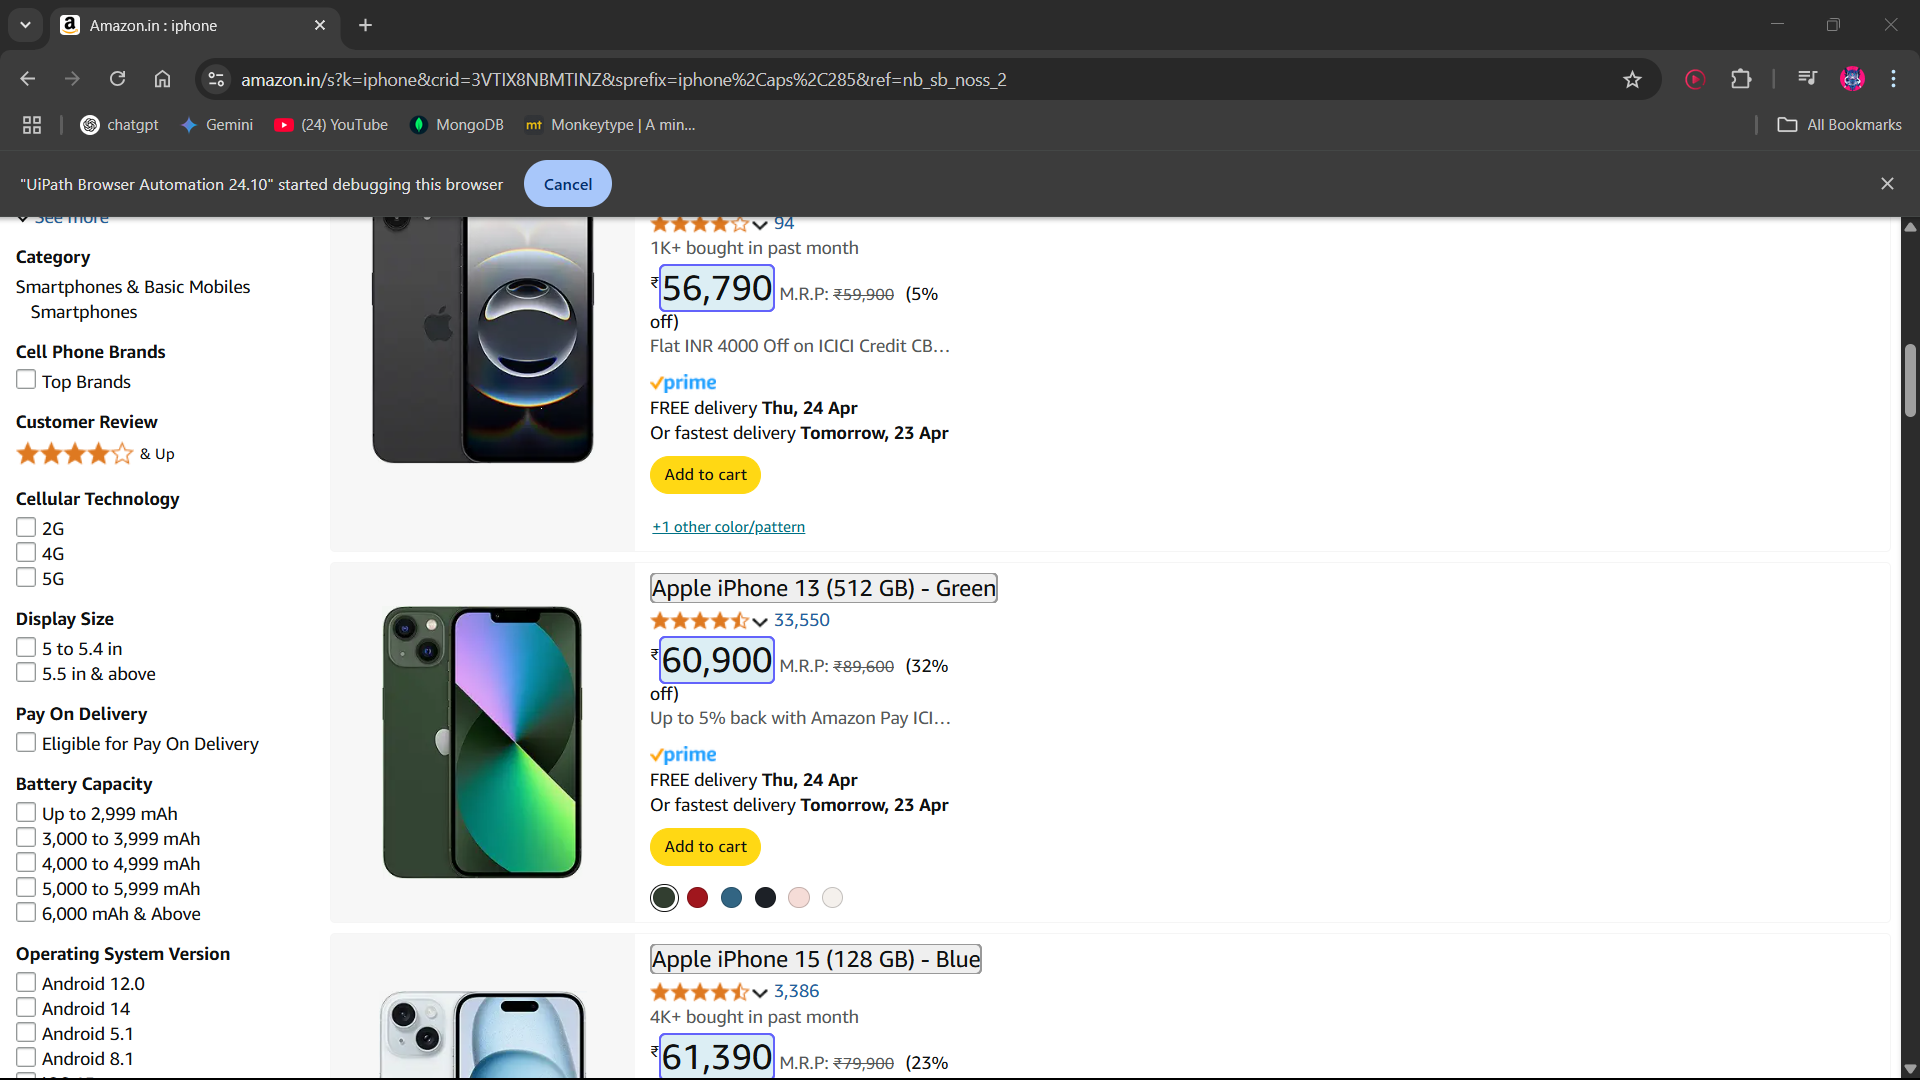 Amazon.in : iphone
amazon.in/s?k=iphone&crid=3VTIX8NBMTINZ&sprefix=iphone%2Caps%2C285&ref=nb_sb_noss_2
chatgpt
Gemini
(24) YouTube
MongoDB
mt Monkeytype | A min...
All Bookmarks
"UiPath Browser Automation 24.10" started debugging this browser
Cancel
See more
Category
Smartphones & Basic Mobiles
Smartphones
Cell Phone Brands
Top Brands
Customer Review
& Up
Cellular Technology
2G
4G
5G
Display Size
5 to 5.4 in
5.5 in & above
Pay On Delivery
Eligible for Pay On Delivery
Battery Capacity
Up to 2,999 mAh
3,000 to 3,999 mAh
4,000 to 4,999 mAh
5,000 to 5,999 mAh
6,000 mAh & Above
Operating System Version
Android 12.0
Android 14
Android 5.1
Android 8.1
94
1K+ bought in past month
₹56,790 M.R.P: ₹59,900 (5%
off)
Flat INR 4000 Off on ICICI Credit CB…
prime
FREE delivery Thu, 24 Apr
Or fastest delivery Tomorrow, 23 Apr
Add to cart
+1 other color/pattern
Apple iPhone 13 (512 GB) - Green
33,550
₹60,900 M.R.P: ₹89,600 (32%
off)
Up to 5% back with Amazon Pay ICI…
prime
FREE delivery Thu, 24 Apr
Or fastest delivery Tomorrow, 23 Apr
Add to cart
Apple iPhone 15 (128 GB) - Blue
3,386
4K+ bought in past month
₹61,390 M.R.P: ₹79,900 (23%